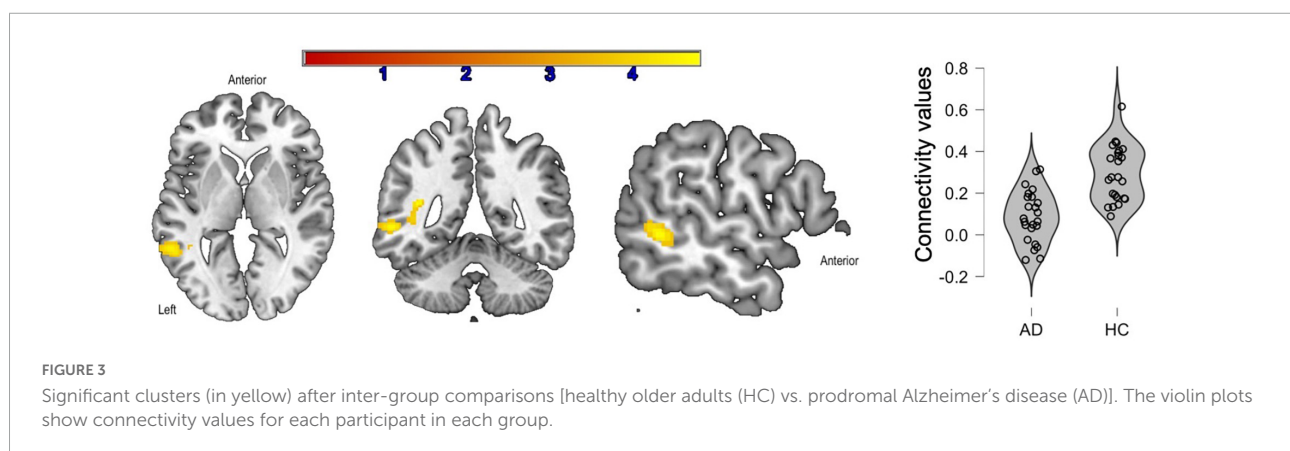 1 2 3 4
Anterior
Left
Anterior
Connectivity values
0.8
0.6
0.4
0.2
0.0
-0.2
AD HC
FIGURE 3
Significant clusters (in yellow) after inter-group comparisons [healthy older adults (HC) vs. prodromal Alzheimer’s disease (AD)]. The violin plots
show connectivity values for each participant in each group.